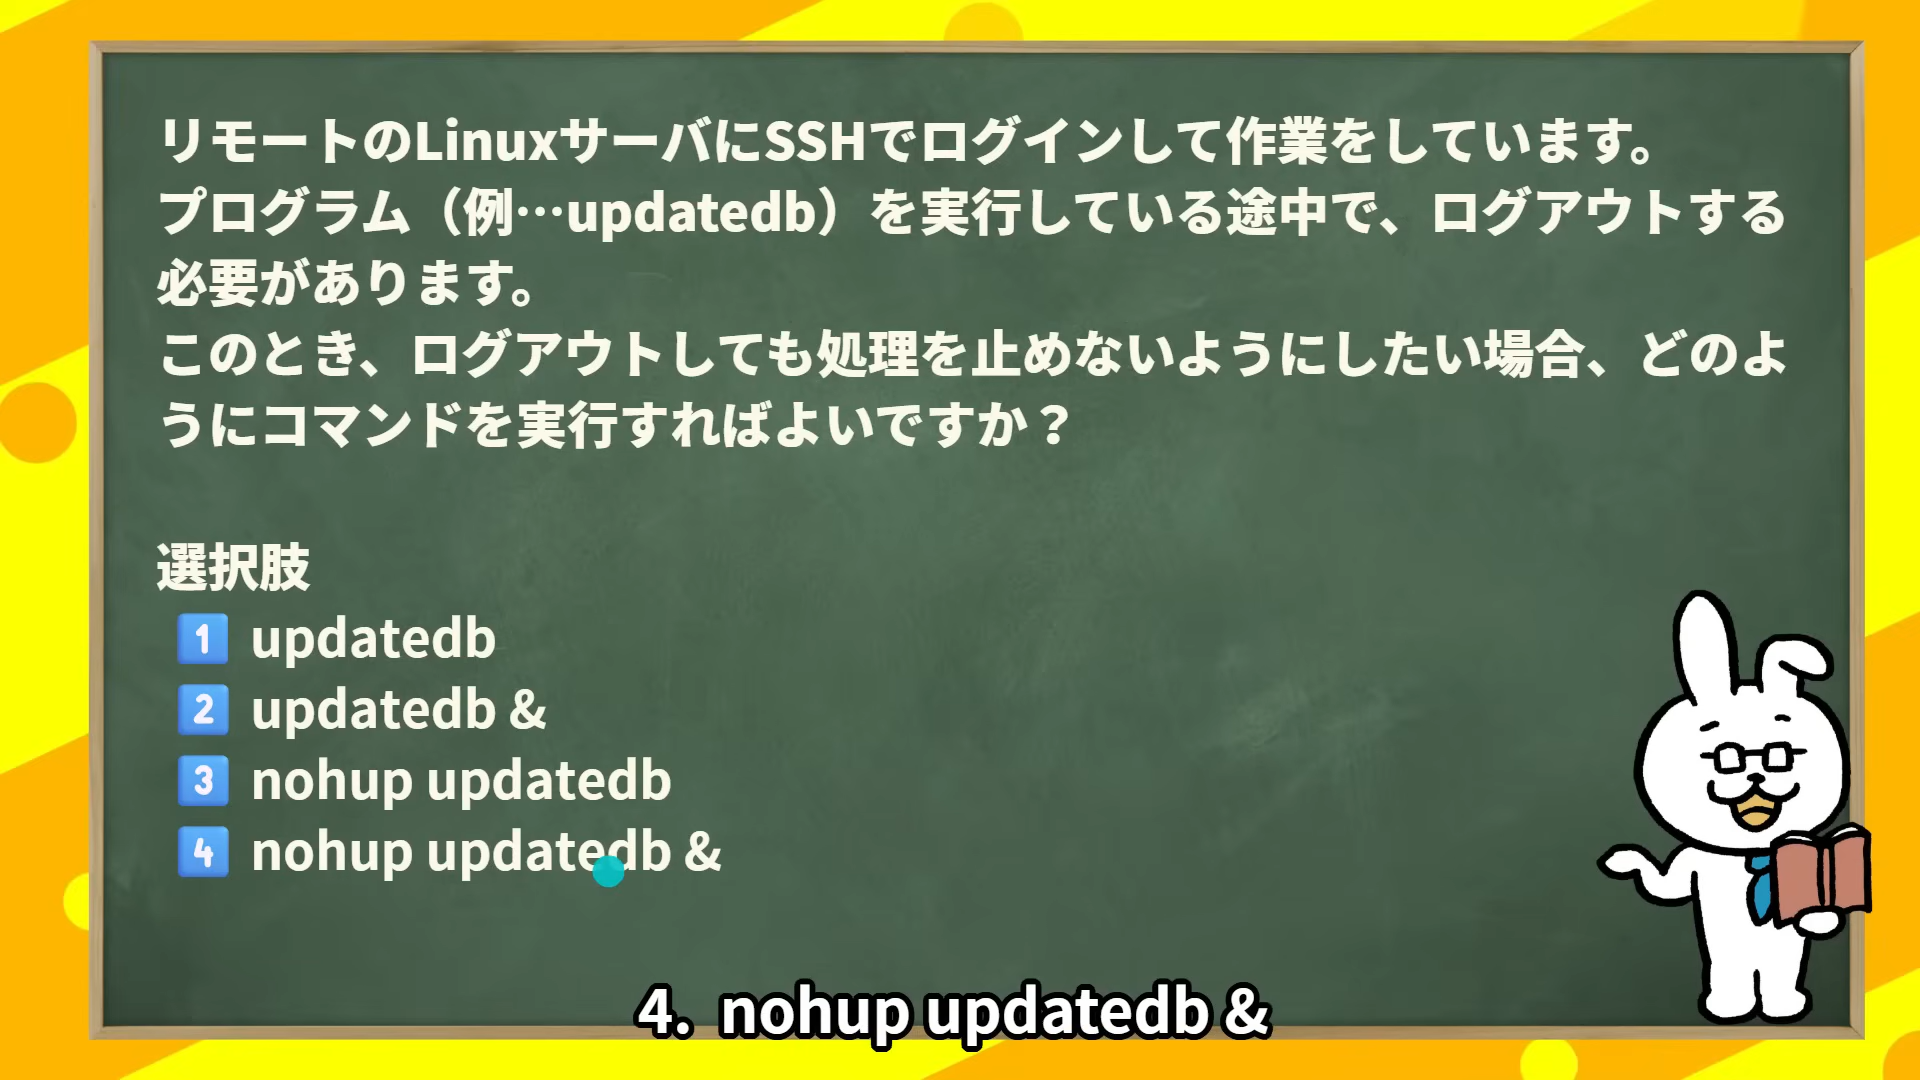 リモートのLinuxサーバにSSHでログインして作業をしています。
プログラム（例…updatedb）を実行している途中で、ログアウトする
必要があります。
このとき、ログアウトしても処理を止めないようにしたい場合、どのよ
うにコマンドを実行すればよいですか？
選択肢
1 updatedb
2 updatedb &
3 nohup updatedb
4 nohup updatedb &
4. nohup updatedb &